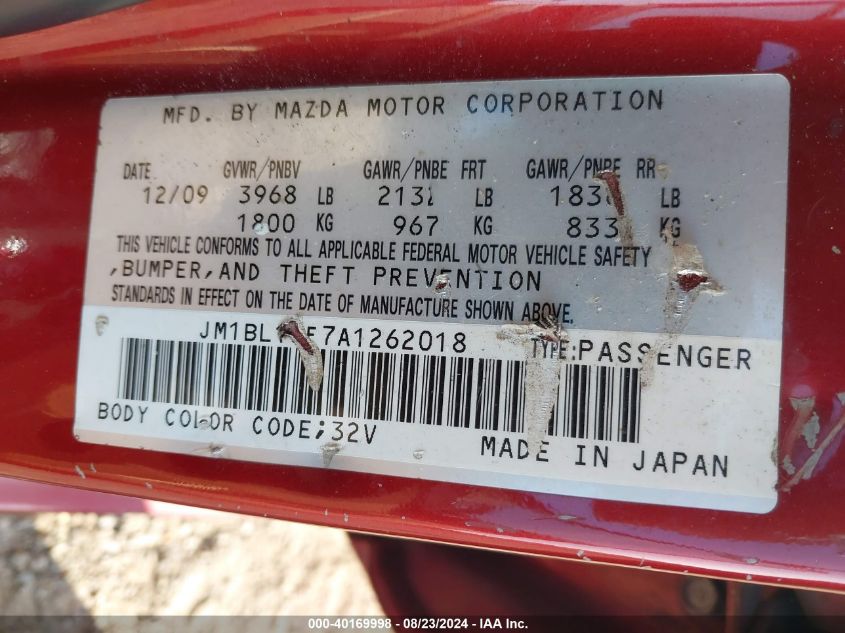 MFD. BY MAZDA MOTOR CORPORATION
DATE GVWR/PNBV GAWR/PNBE FRT GAWR/PNBE RR
12/09 3968 LB LB LB
1800 KG 967 KG 833 KG
THIS VEHICLE CONFORMS TO ALL APPLICABLE FEDERAL MOTOR VEHICLE SAFETY
,BUMPER,AND THEFT PREVENTION
STANDARDS IN EFFECT ON THE DATE OF MANUFACTURE SHOWN ABOVE.
TYPE:PASSENGER
BODY COLOR CODE;32V
MADE IN JAPAN
000-40169998 - 08/23/2024 - IAA Inc.